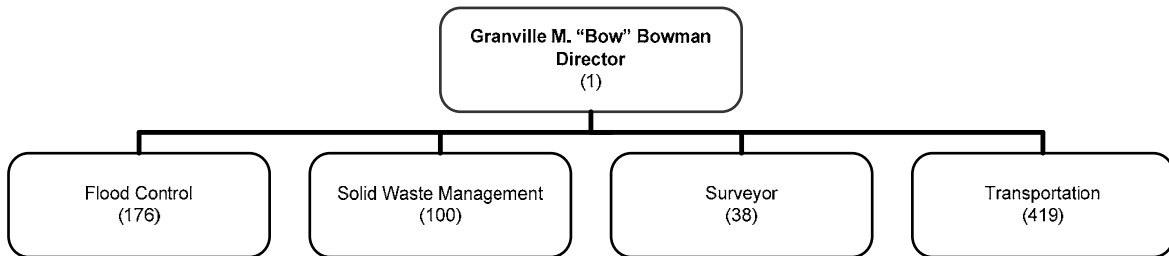 Granville M. “Bow” Bowman
Director
(1)
Flood Control
(176)
Solid Waste Management
(100)
Surveyor
(38)
Transportation
(419)